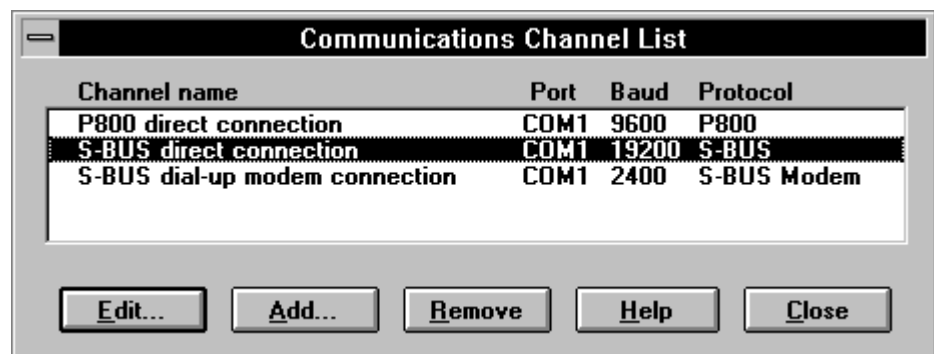 Communications Channel List
Channel name Port Baud Protocol
P800 direct connection COM1 9600 P800
S-BUS direct connection COM1 19200 S-BUS
S-BUS dial-up modem connection COM1 2400 S-BUS Modem
Edit... Add... Remove Help Close